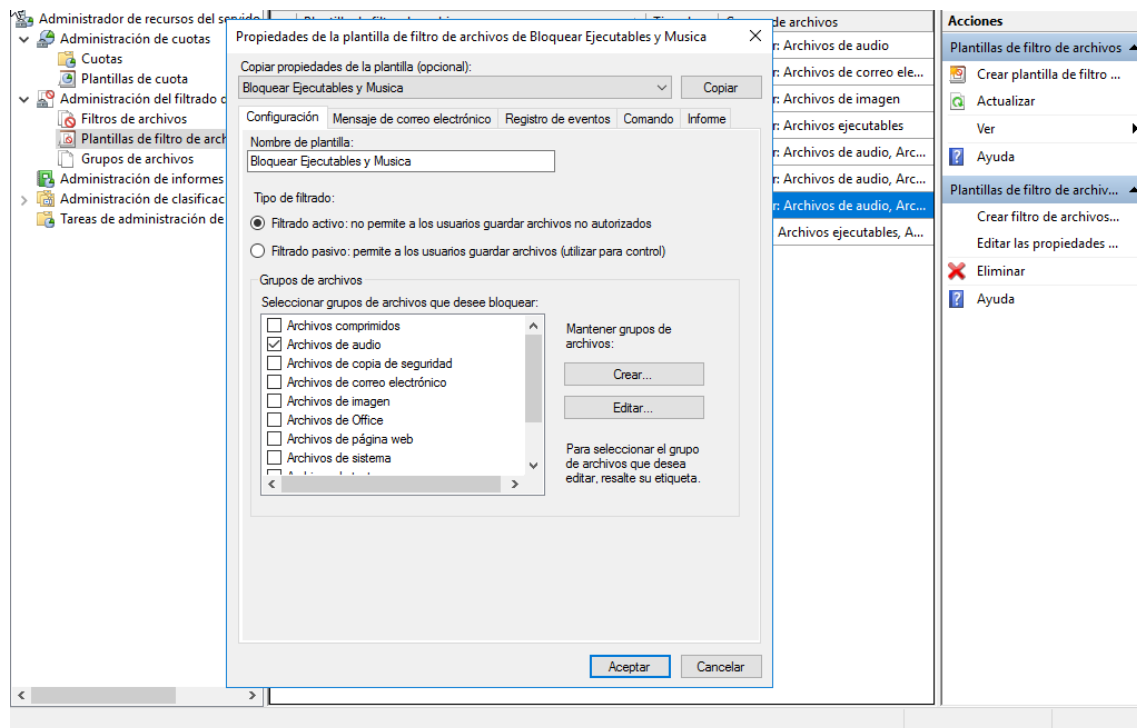 Administrador de recursos del servido
Administración de cuotas
Cuotas
Plantillas de cuota
Administración del filtrado d
Filtros de archivos
Plantillas de filtro de arch
Grupos de archivos
Administración de informes
Administración de clasificac
Tareas de administración de
Propiedades de la plantilla de filtro de archivos de Bloquear Ejecutables y Musica
Copiar propiedades de la plantilla (opcional):
Bloquear Ejecutables y Musica
Copiar
Configuración
Mensaje de correo electrónico
Registro de eventos
Comando
Informe
Nombre de plantilla:
Bloquear Ejecutables y Musica
Tipo de filtrado:
Filtrado activo: no permite a los usuarios guardar archivos no autorizados
Filtrado pasivo: permite a los usuarios guardar archivos (utilizar para control)
Grupos de archivos
Seleccionar grupos de archivos que desee bloquear:
Archivos comprimidos
Archivos de audio
Archivos de copia de seguridad
Archivos de correo electrónico
Archivos de imagen
Archivos de Office
Archivos de página web
Archivos de sistema
Mantener grupos de
archivos:
Crear...
Editar...
Para seleccionar el grupo
de archivos que desea
editar, resalte su etiqueta.
Aceptar
Cancelar
de archivos
r: Archivos de audio
r: Archivos de correo ele...
r: Archivos de imagen
r: Archivos ejecutables
r: Archivos de audio, Arc...
r: Archivos de audio, Arc...
r: Archivos de audio, Arc...
Archivos ejecutables, A...
Acciones
Plantillas de filtro de archivos
Crear plantilla de filtro ...
Actualizar
Ver
Ayuda
Plantillas de filtro de archiv...
Crear filtro de archivos...
Editar las propiedades ...
Eliminar
Ayuda